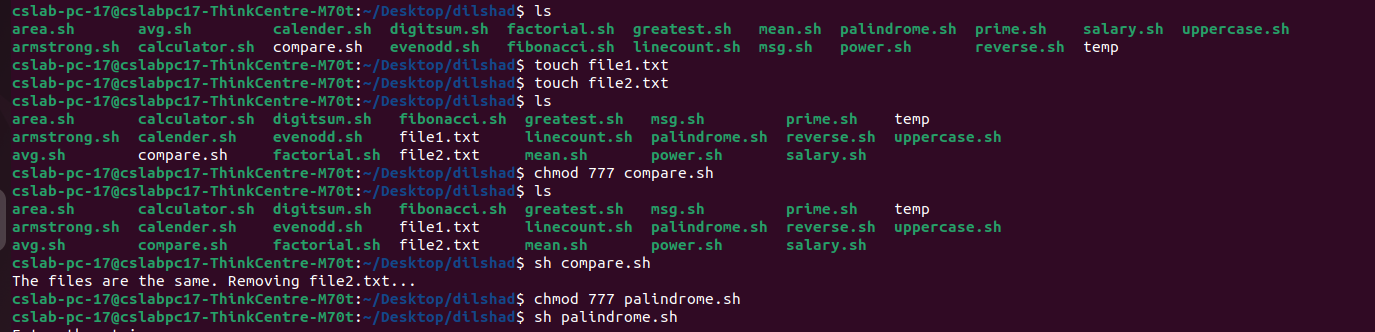 cslab-pc-17@cslabpc17-ThinkCentre-M70t:~/Desktop/dilshad$ ls
area.sh avg.sh calender.sh digitsum.sh factorial.sh greatest.sh mean.sh palindrome.sh prime.sh salary.sh uppercase.sh
armstrong.sh calculator.sh compare.sh evenodd.sh fibonacci.sh linecount.sh msg.sh power.sh reverse.sh temp
cslab-pc-17@cslabpc17-ThinkCentre-M70t:~/Desktop/dilshad$ touch file1.txt
cslab-pc-17@cslabpc17-ThinkCentre-M70t:~/Desktop/dilshad$ touch file2.txt
cslab-pc-17@cslabpc17-ThinkCentre-M70t:~/Desktop/dilshad$ ls
area.sh calculator.sh digitsum.sh fibonacci.sh greatest.sh msg.sh prime.sh temp
armstrong.sh calender.sh evenodd.sh file1.txt linecount.sh palindrome.sh reverse.sh uppercase.sh
avg.sh compare.sh factorial.sh file2.txt mean.sh power.sh salary.sh
cslab-pc-17@cslabpc17-ThinkCentre-M70t:~/Desktop/dilshad$ chmod 777 compare.sh
cslab-pc-17@cslabpc17-ThinkCentre-M70t:~/Desktop/dilshad$ ls
area.sh calculator.sh digitsum.sh fibonacci.sh greatest.sh msg.sh prime.sh temp
armstrong.sh calender.sh evenodd.sh file1.txt linecount.sh palindrome.sh reverse.sh uppercase.sh
avg.sh compare.sh factorial.sh file2.txt mean.sh power.sh salary.sh
cslab-pc-17@cslabpc17-ThinkCentre-M70t:~/Desktop/dilshad$ sh compare.sh
The files are the same. Removing file2.txt...
cslab-pc-17@cslabpc17-ThinkCentre-M70t:~/Desktop/dilshad$ chmod 777 palindrome.sh
cslab-pc-17@cslabpc17-ThinkCentre-M70t:~/Desktop/dilshad$ sh palindrome.sh